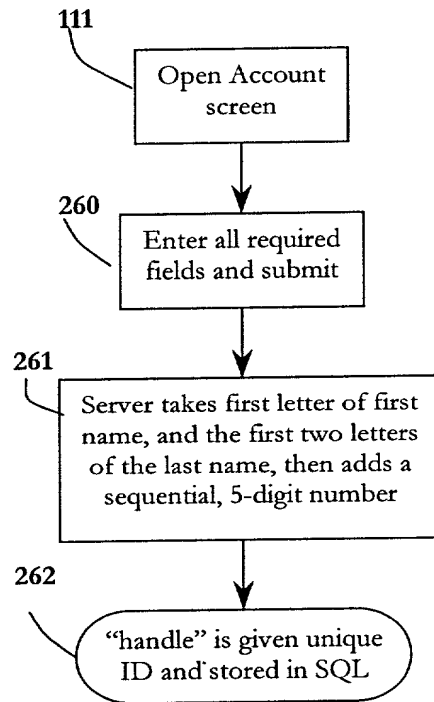 111
Open Account
screen
260
Enter all required
fields and submit
261
Server takes first letter of first
name, and the first two letters
of the last name, then adds a
sequential, 5-digit number
262
“handle” is given unique
ID and stored in SQL